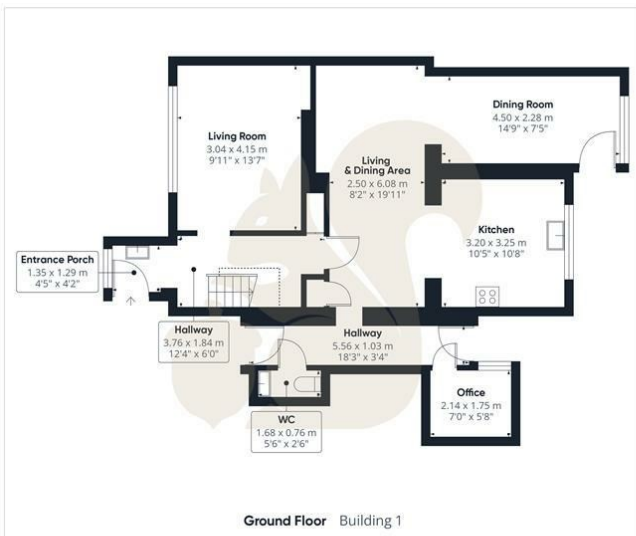 Living Room
3.04 x 4.15 m
9'11" x 13'7"
Dining Room
4.50 x 2.28 m
14'9" x 7'5"
Living
& Dining Area
2.50 x 6.08 m
8'2" x 19'11"
Kitchen
3.20 x 3.25 m
10'5" x 10'8"
Entrance Porch
1.35 x 1.29 m
4'5" x 4'2"
Hallway
3.76 x 1.84 m
12'4" x 6'0"
Hallway
5.56 x 1.03 m
18'3" x 3'4"
Office
2.14 x 1.75 m
7'0" x 5'8"
WC
1.68 x 0.76 m
5'6" x 2'6"
Ground Floor Building 1